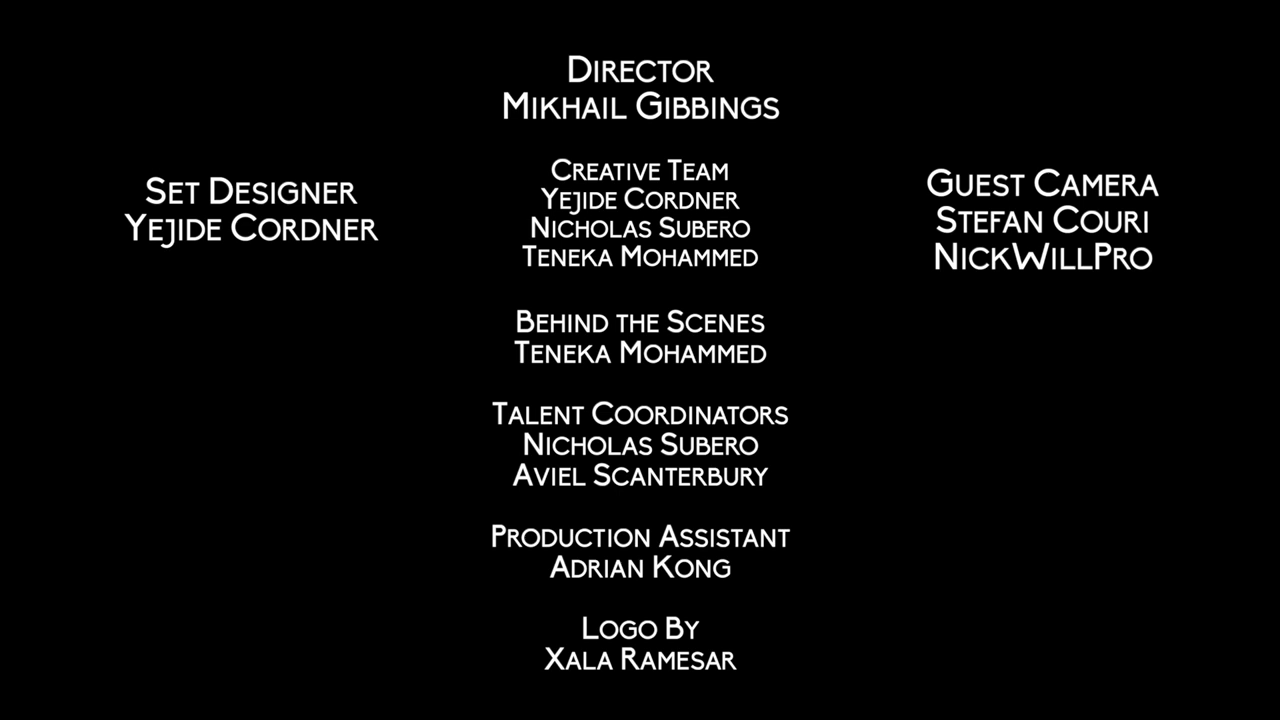 Director
Mikhail Gibbings
Set Designer
Yejide Cordner
Creative Team
Yejide Cordner
Nicholas Subero
Teneka Mohammed
Guest Camera
Stefan Couri
NickWillPro
Behind the Scenes
Teneka Mohammed
Talent Coordinators
Nicholas Subero
Aviel Scanterbury
Production Assistant
Adrian Kong
Logo By
Xala Ramesar